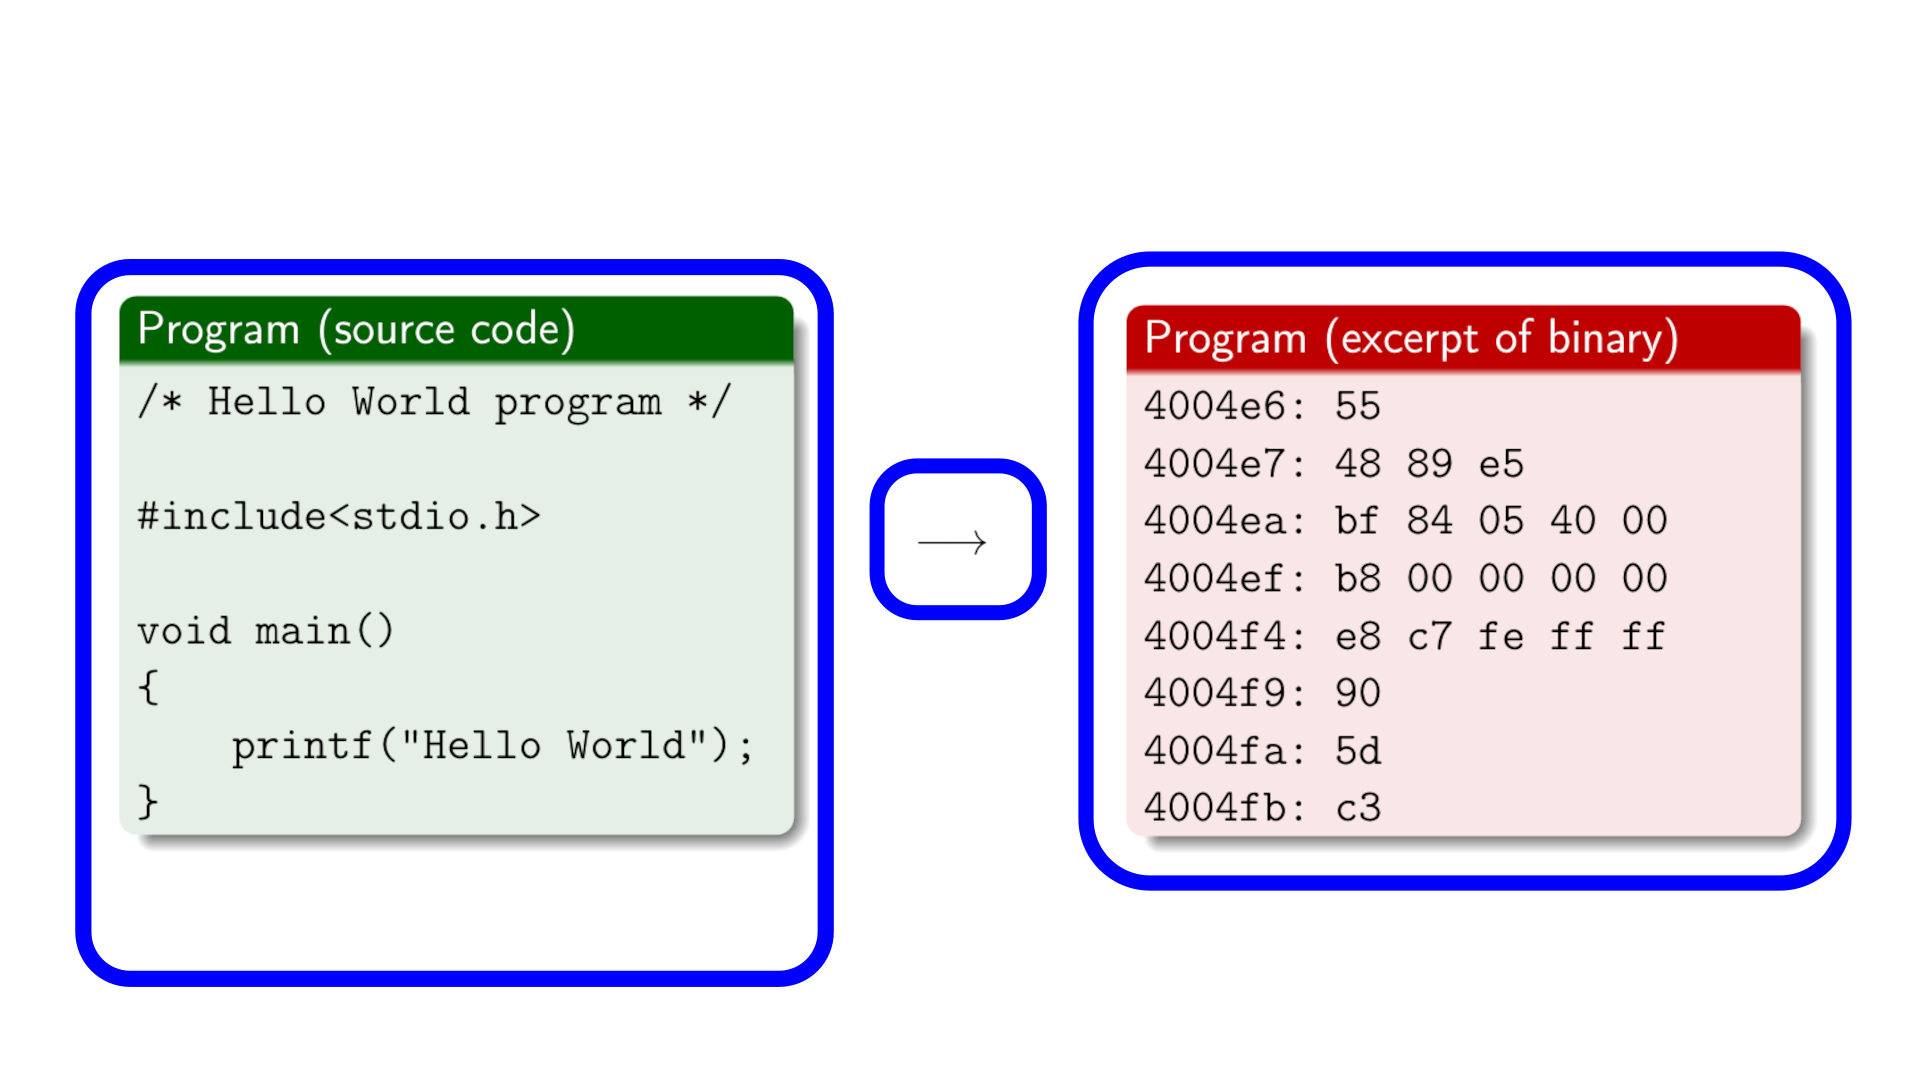 Program (source code)
/* Hello World program */
#include<stdio.h>
void main()
{
printf("Hello World");
}
⟶
Program (excerpt of binary)
4004e6: 55
4004e7: 48 89 e5
4004ea: bf 84 05 40 00
4004ef: b8 00 00 00 00
4004f4: e8 c7 fe ff ff
4004f9: 90
4004fa: 5d
4004fb: c3